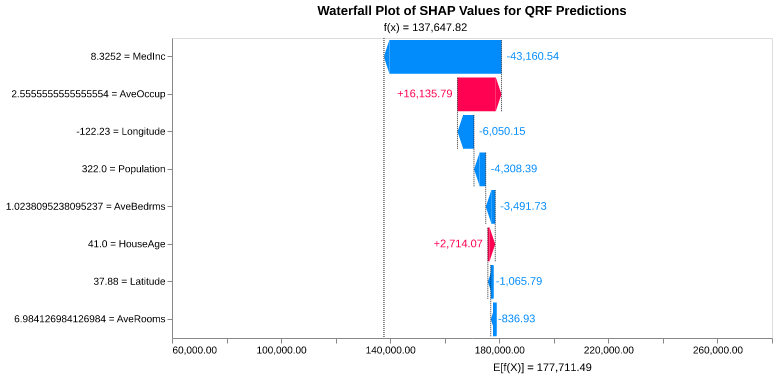 Waterfall Plot of SHAP Values for QRF Predictions
f(x) = 137,647.82
8.3252 = MedInc
-43,160.54
2.5555555555555554 = AveOccup
+16,135.79
-122.23 = Longitude
-6,050.15
322.0 = Population
-4,308.39
1.0238095238095237 = AveBedrms
-3,491.73
41.0 = HouseAge
+2,714.07
37.88 = Latitude
-1,065.79
6.984126984126984 = AveRooms
-836.93
60,000.00 100,000.00 140,000.00 180,000.00 220,000.00 260,000.00
E[f(X)] = 177,711.49